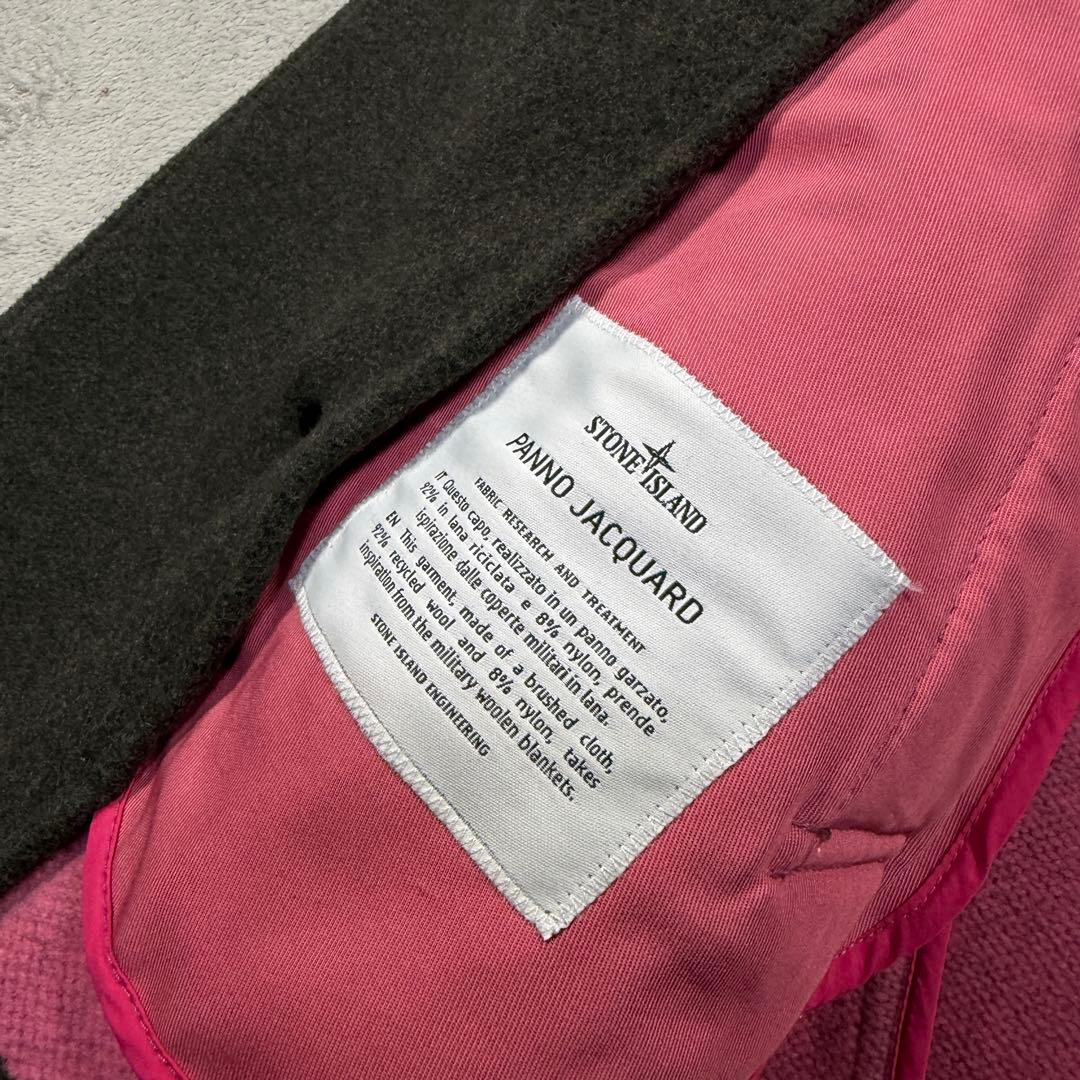 STONE ISLAND
PANNO JACQUARD
FABRIC RESEARCH AND TREATMENT
IT Questo capo, realizzato in un panno garzato,
92% in lana riciclata e 8% nylon, prende
ispirazione dalle coperte militari in lana.
EN This garment, made of a brushed cloth,
92% recycled wool and 8% nylon, takes
inspiration from the military woolen blankets.
STONE ISLAND ENGINEERING